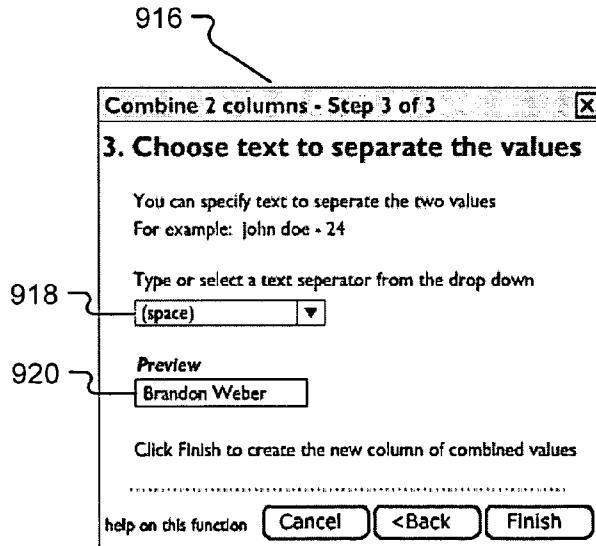 916
Combine 2 columns - Step 3 of 3 X
3. Choose text to separate the values
You can specify text to seperate the two values
For example: john doe - 24
Type or select a text seperator from the drop down
918
(space)
Preview
920
Brandon Weber
Click Finish to create the new column of combined values
help on this function Cancel <Back Finish